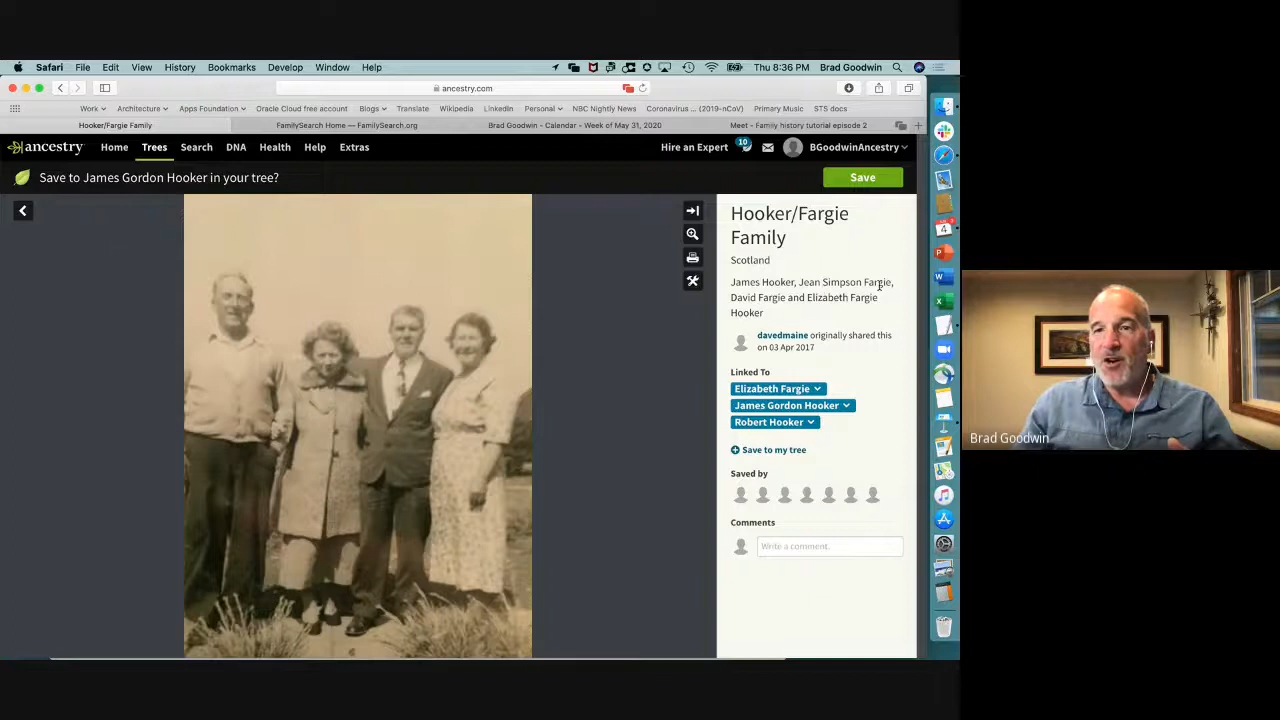 Safari File Edit View History Bookmarks Develop Window Help Thu 8:36 PM Brad Goodwin
ancestry.com
Work Architecture Apps Foundation Oracle Cloud free account Blogs Translate Wikipedia LinkedIn Personal NBC Nightly News Coronavirus ... (2019-nCoV) Primary Music STS docs
Hooker/Fargie Family FamilySearch Home — FamilySearch.org Brad Goodwin - Calendar - Week of May 31, 2020 Meet - Family history tutorial episode 2
ancestry Home Trees Search DNA Health Help Extras Hire an Expert 10 BGoodwinAncestry
Save to James Gordon Hooker in your tree? Save
Hooker/Fargie
Family
Scotland
James Hooker, Jean Simpson Fargie,
David Fargie and Elizabeth Fargie
Hooker
davedmaine originally shared this
on 03 Apr 2017
Linked To
Elizabeth Fargie
James Gordon Hooker
Robert Hooker
Save to my tree
Saved by
Comments
Write a comment.
Brad Goodwin